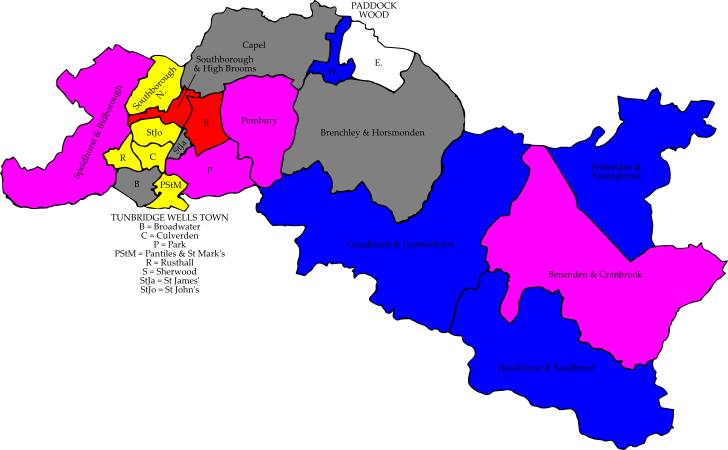 PADDOCK
WOOD
Capel
Southborough
& High Brooms
W.
E.
Southborough
N.
Speldhurst & Bidborough
StJo
S
Pembury
Brenchley & Horsmonden
StJa
R
C
P
B
PStM
Frittenden &
Sissinghurst
TUNBRIDGE WELLS TOWN
B = Broadwater
C = Culverden
P = Park
PStM = Pantiles & St Mark's
R = Rusthall
S = Sherwood
StJa = St James'
StJo = St John's
Goudhurst & Lamberhurst
Benenden & Cranbrook
Hawkhurst & Sandhurst